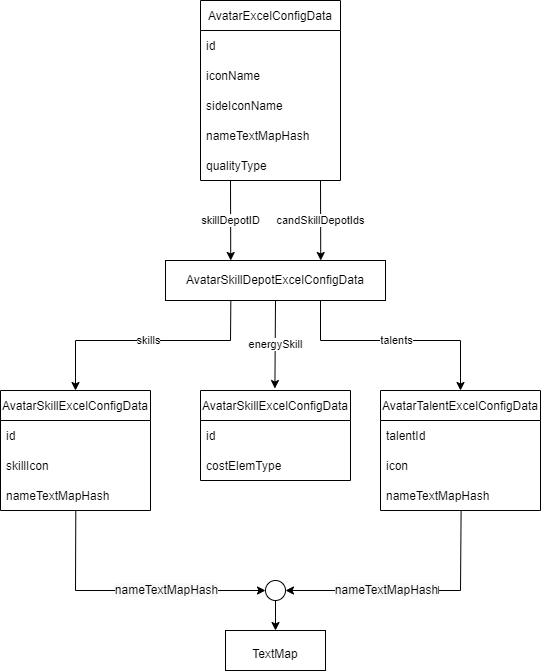 AvatarExcelConfigData
id
iconName
sideIconName
nameTextMapHash
qualityType
skillDepotID
candSkillDepotIds
AvatarSkillDepotExcelConfigData
skills
energySkill
talents
AvatarSkillExcelConfigData
id
skillIcon
nameTextMapHash
AvatarSkillExcelConfigData
id
costElemType
AvatarTalentExcelConfigData
talentId
icon
nameTextMapHash
nameTextMapHash
nameTextMapHash
TextMap